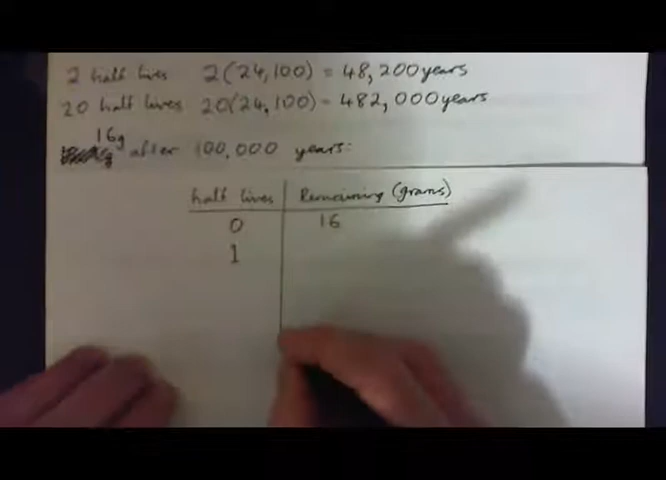 2 half lives 2(24,100) = 48,200 years
20 half lives 20(24,100) = 482,000 years
16g after 100,000 years:
half lives Remaining (grams)
0 16
1